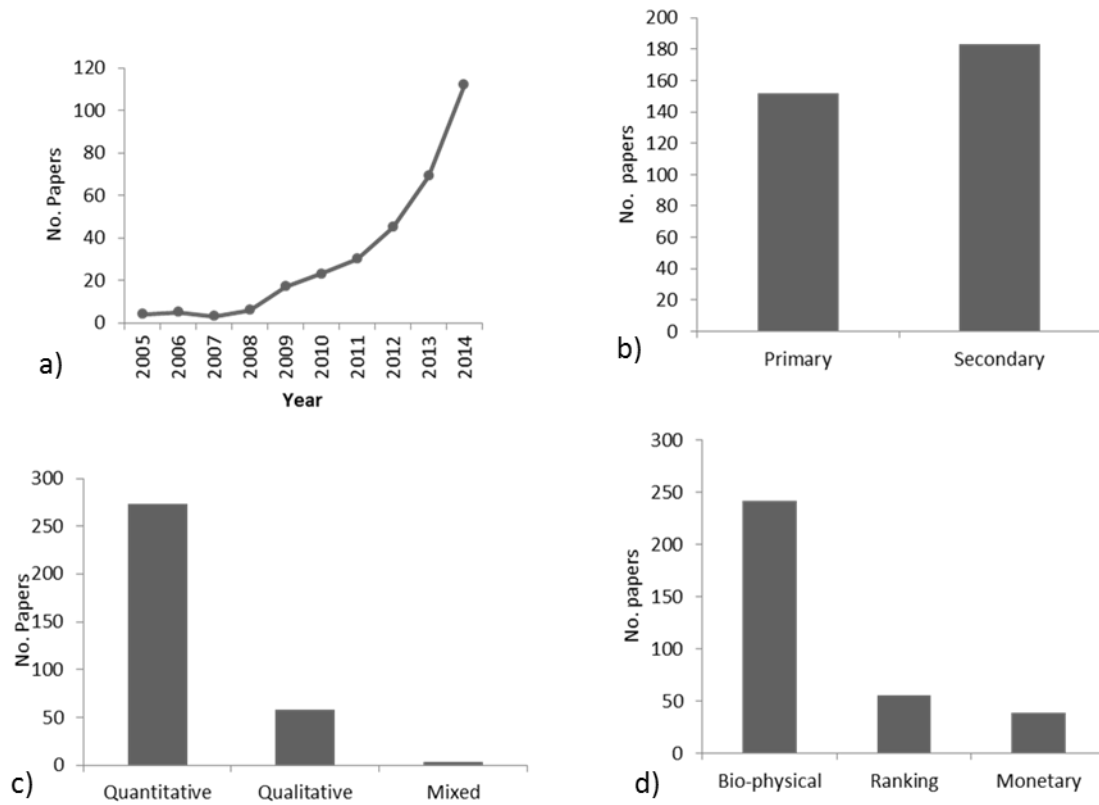 120
100
80
60
40
20
0
No. Papers
2005 2006 2007 2008 2009 2010 2011 2012 2013 2014
Year
a)
200
180
160
140
120
100
80
60
40
20
0
No. papers
Primary Secondary
b)
300
250
200
150
100
50
0
No. Papers
Quantitative Qualitative Mixed
c)
300
250
200
150
100
50
0
No. papers
Bio-physical Ranking Monetary
d)